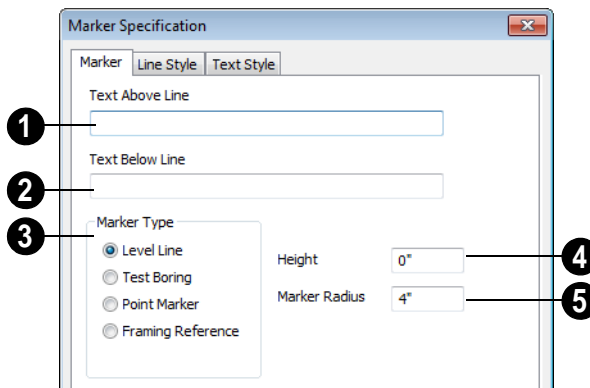 Marker Specification
Marker Line Style Text Style
Text Above Line
1
Text Below Line
2
Marker Type
3
Level Line
Test Boring
Point Marker
Framing Reference
Height 0" 4
Marker Radius 4" 5